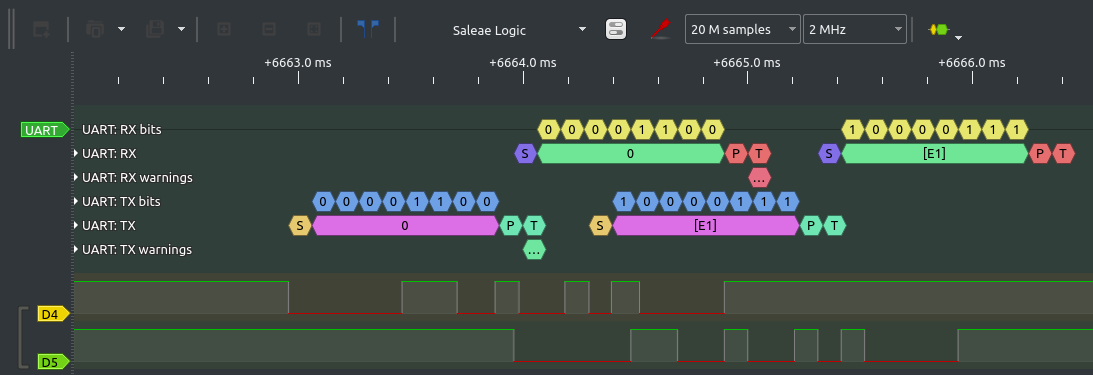 Saleae Logic 20 M samples 2 MHz
+6663.0 ms +6664.0 ms +6665.0 ms +6666.0 ms
UART UART: RX bits 0 0 0 0 1 1 0 0 1 0 0 0 0 1 1 1
UART: RX S 0 P T S [E1] P T
UART: RX warnings ...
UART: TX bits 0 0 0 0 1 1 0 0 1 0 0 0 0 1 1 1
UART: TX S 0 P T S [E1] P T
UART: TX warnings ...
D4
D5